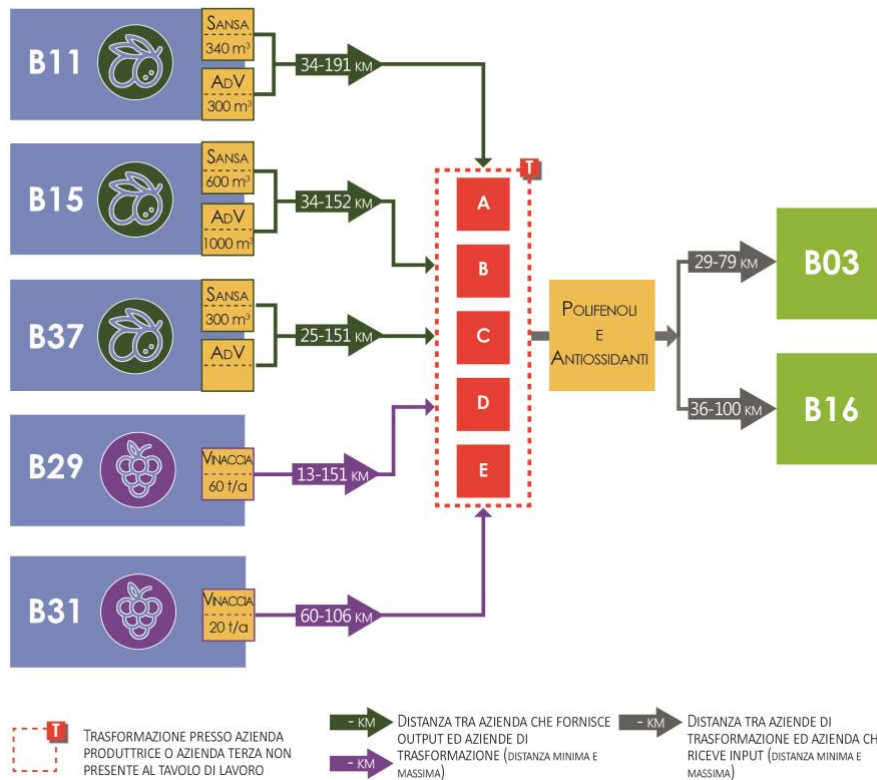 B11
SANSA
340 m³
ADV
300 m³
34-191 KM
B15
SANSA
600 m³
ADV
1000 m³
34-152 KM
B37
SANSA
300 m³
ADV
25-151 KM
B29
VINACCIA
60 t/a
13-151 KM
B31
VINACCIA
20 t/a
60-106 KM
T
A
B
C
D
E
POLIFENOLI
E
ANTIOSSIDANTI
29-79 KM
B03
36-100 KM
B16
T
TRASFORMAZIONE PRESSO AZIENDA
PRODUTTRICE O AZIENDA TERZA NON
PRESENTE AL TAVOLO DI LAVORO
- KM
- KM
DISTANZA TRA AZIENDA CHE FORNISCE
OUTPUT ED AZIENDE DI
TRASFORMAZIONE (DISTANZA MINIMA E
MASSIMA)
- KM
DISTANZA TRA AZIENDE DI
TRASFORMAZIONE ED AZIENDA CH
RICEVE INPUT (DISTANZA MINIMA E
MASSIMA)